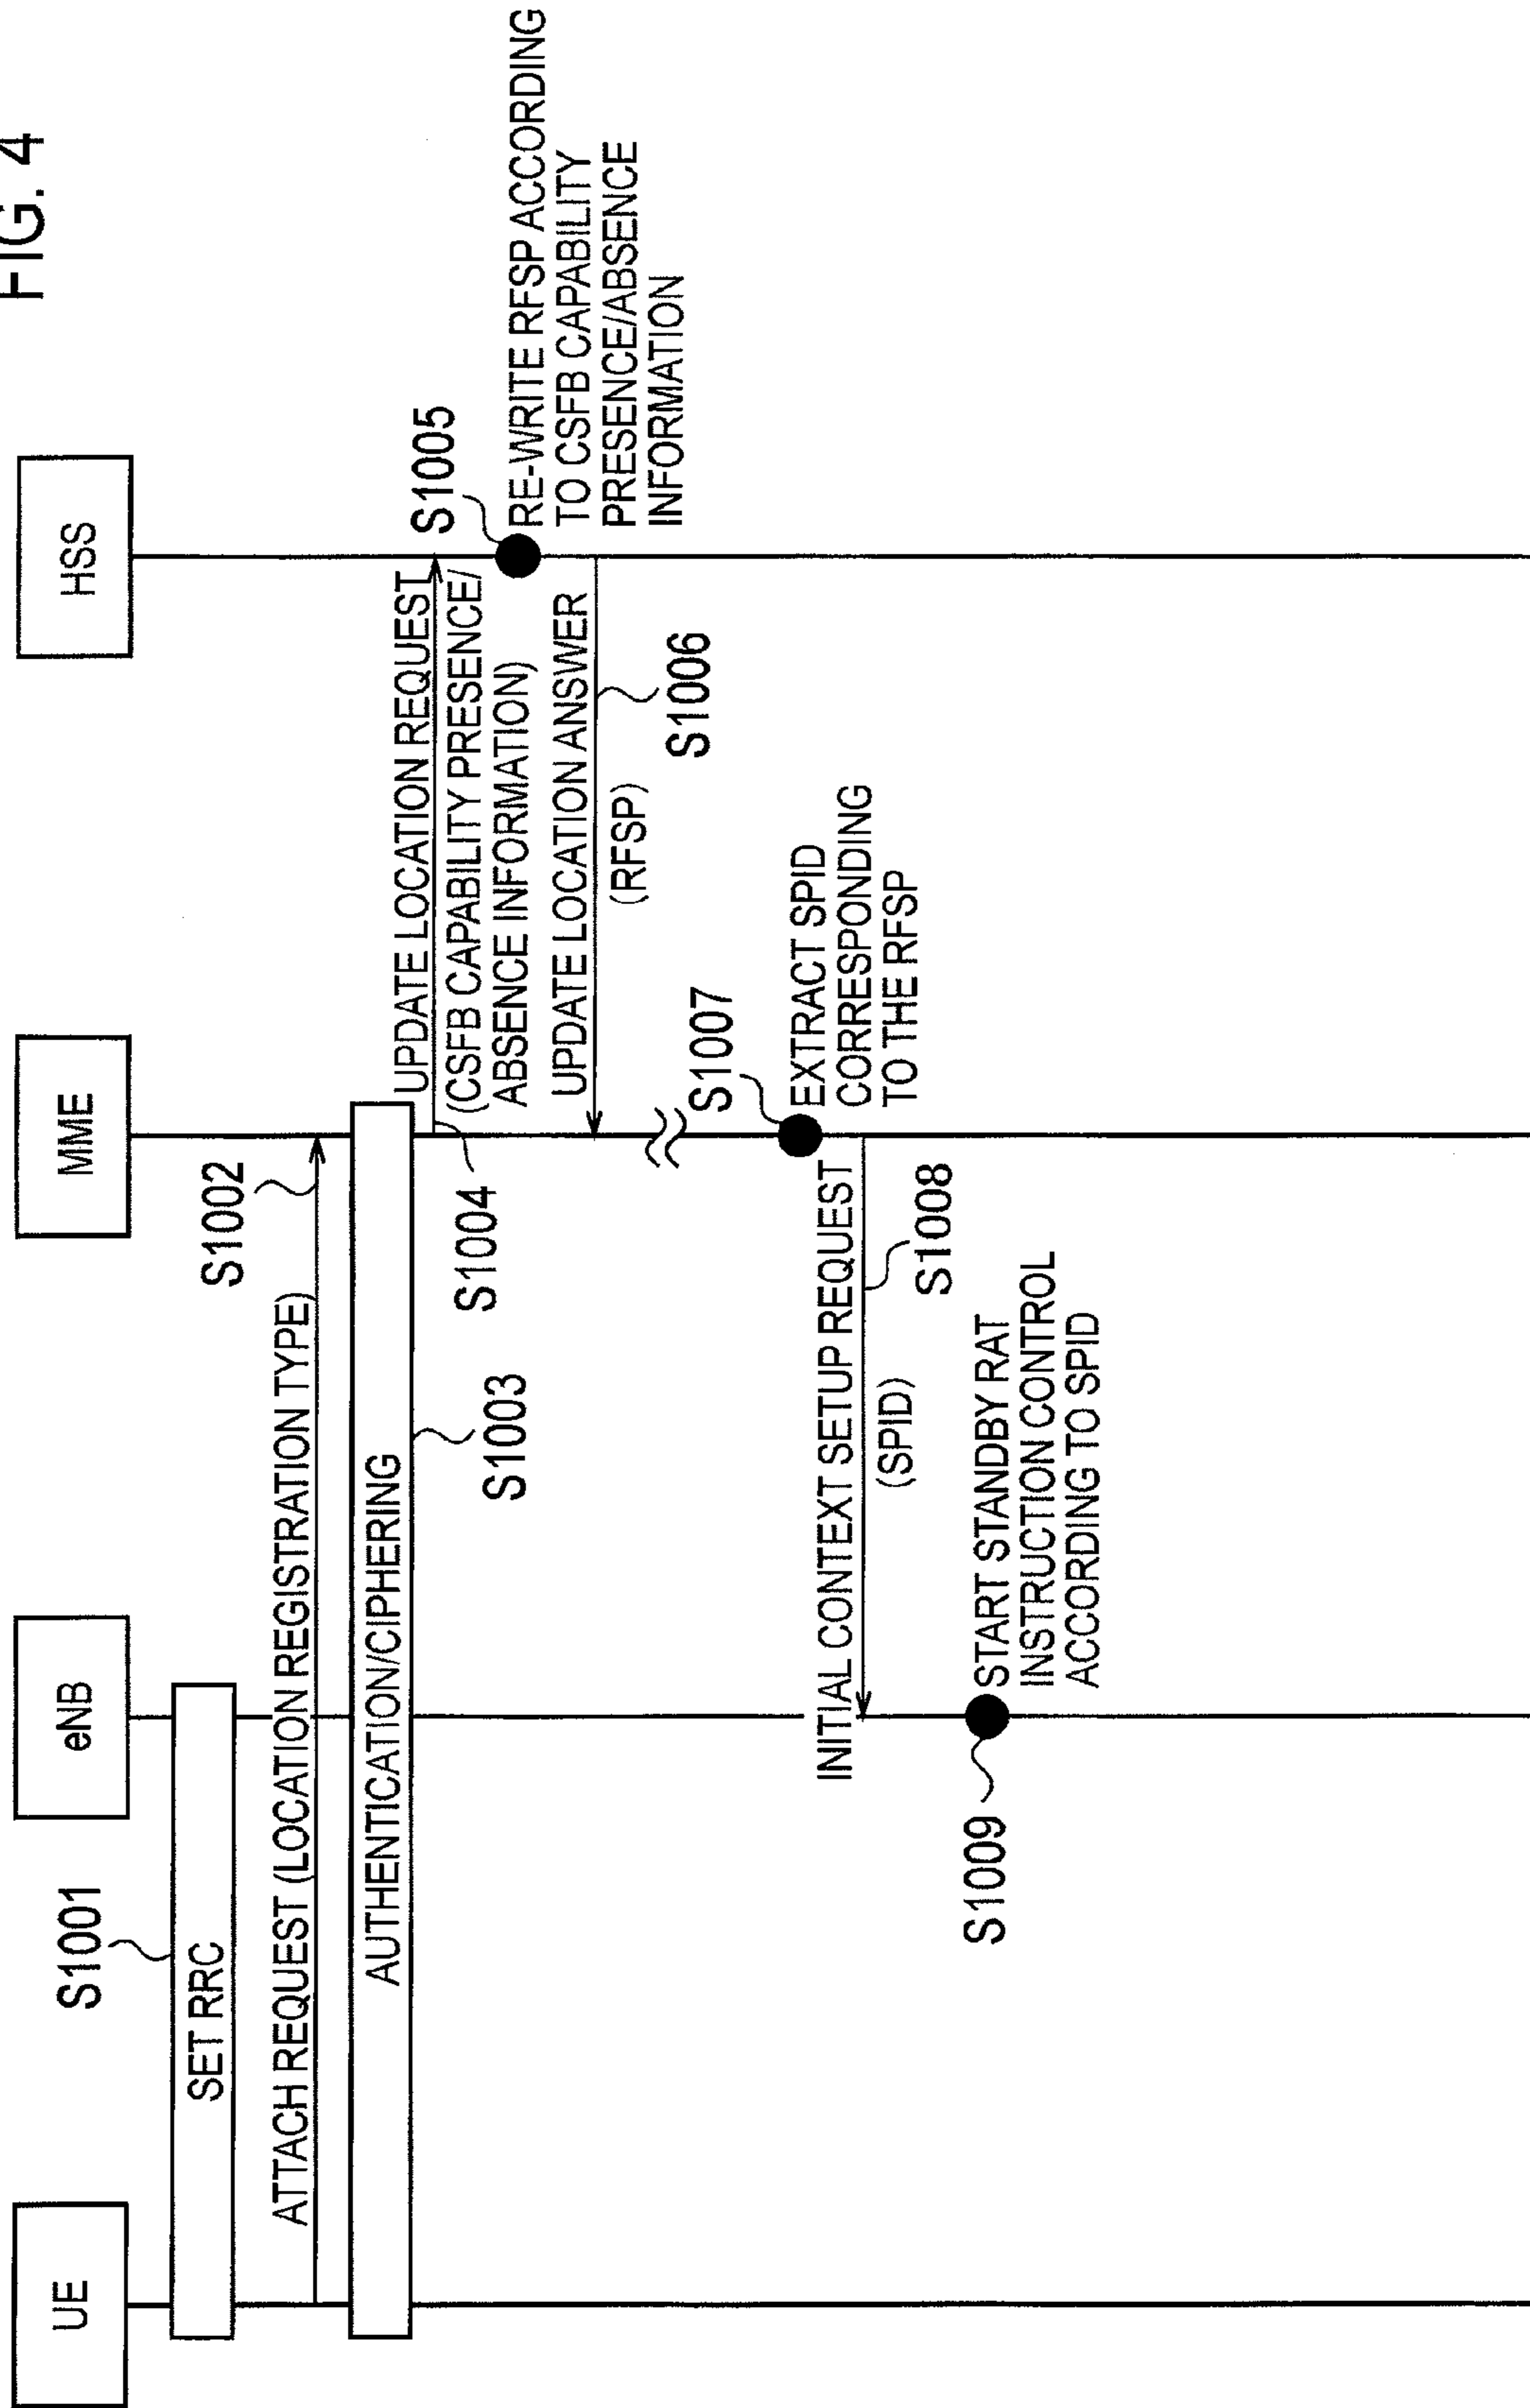 FIG. 4
UE
eNB
MME
HSS
S1001
SET RRC
S1002
ATTACH REQUEST (LOCATION REGISTRATION TYPE)
AUTHENTICATION/CIPHERING
S1003
UPDATE LOCATION REQUEST
(CSFB CAPABILITY PRESENCE/
ABSENCE INFORMATION)
S1004
S1005
RE-WRITE RFSP ACCORDING
TO CSFB CAPABILITY
PRESENCE/ABSENCE
INFORMATION
UPDATE LOCATION ANSWER
(RFSP)
S1006
S1007
EXTRACT SPID
CORRESPONDING
TO THE RFSP
INITIAL CONTEXT SETUP REQUEST
(SPID)
S1008
S1009
START STANDBY RAT
INSTRUCTION CONTROL
ACCORDING TO SPID